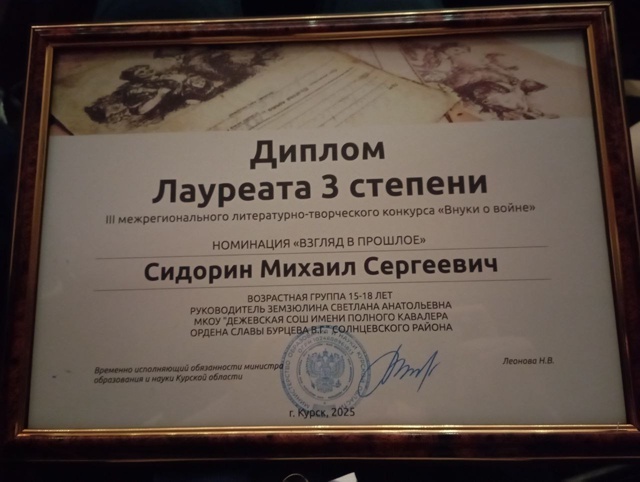 Диплом
Лауреата 3 степени
III межрегионального литературно-творческого конкурса «Внуки о войне»
НОМИНАЦИЯ «ВЗГЛЯД В ПРОШЛОЕ»
Сидорин Михаил Сергеевич
ВОЗРАСТНАЯ ГРУППА 15-18 ЛЕТ
РУКОВОДИТЕЛЬ ЗЕМЗЮЛИНА СВЕТЛАНА АНАТОЛЬЕВНА
МКОУ "ДЕЖЕВСКАЯ СОШ ИМЕНИ ПОЛНОГО КАВАЛЕРА
ОРДЕНА СЛАВЫ БУРЦЕВА В.Г." СОЛНЦЕВСКОГО РАЙОНА
Временно исполняющий обязанности министра
образования и науки Курской области
Леонова Н.В.
г. Курск, 2025